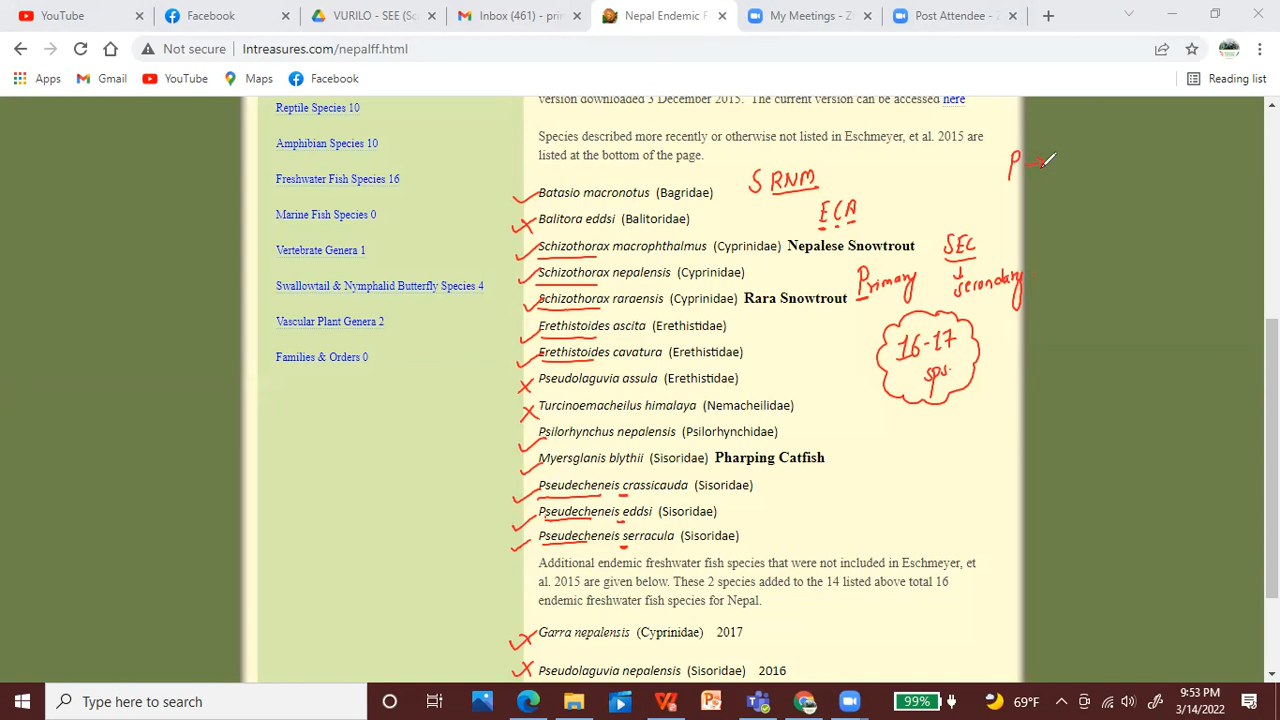 YouTube
Facebook
VURILO - SEE (Sc
Inbox (461) - prin
Nepal Endemic F
My Meetings - Z
Post Attendee - Z
Not secure
lntreasures.com/nepalff.html
Apps
Gmail
YouTube
Maps
Facebook
Reading list
Reptile Species 10
Amphibian Species 10
Freshwater Fish Species 16
Marine Fish Species 0
Vertebrate Genera 1
Swallowtail & Nymphalid Butterfly Species 4
Vascular Plant Genera 2
Families & Orders 0
version downloaded 3 December 2015. The current version can be accessed here
Species described more recently or otherwise not listed in Eschmeyer, et al. 2015 are
listed at the bottom of the page.
P →
S RNM
Batasio macronotus (Bagridae)
ECA
Balitora eddsi (Balitoridae)
Schizothorax macrophthalmus (Cyprinidae) Nepalese Snowtrout
SEC
Schizothorax nepalensis (Cyprinidae)
Primary
secondary
Schizothorax raraensis (Cyprinidae) Rara Snowtrout
Erethistoides ascita (Erethistidae)
16-17
sps.
Erethistoides cavatura (Erethistidae)
Pseudolaguvia assula (Erethistidae)
Turcinoemacheilus himalaya (Nemacheilidae)
Psilorhynchus nepalensis (Psilorhynchidae)
Myersglanis blythii (Sisoridae) Pharping Catfish
Pseudecheneis crassicauda (Sisoridae)
Pseudecheneis eddsi (Sisoridae)
Pseudecheneis serracula (Sisoridae)
Additional endemic freshwater fish species that were not included in Eschmeyer, et
al. 2015 are given below. These 2 species added to the 14 listed above total 16
endemic freshwater fish species for Nepal.
Garra nepalensis (Cyprinidae) 2017
Pseudolaguvia nepalensis (Sisoridae) 2016
Type here to search
99%
69°F
9:53 PM
3/14/2022